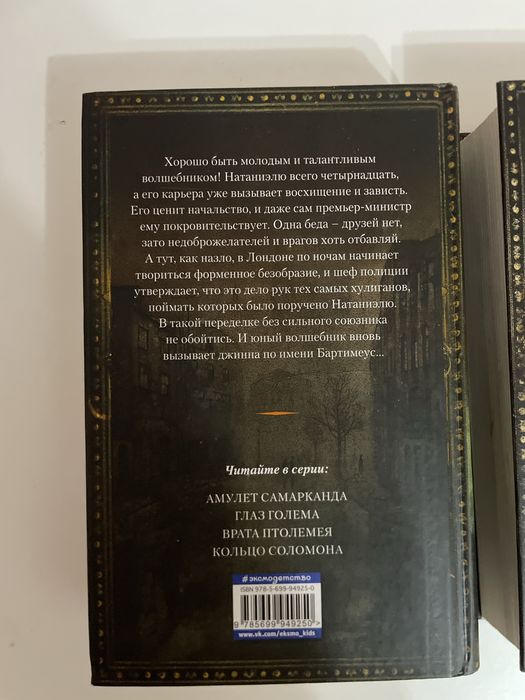 Хорошо быть молодым и талантливым
волшебником! Натаниэлю всего четырнадцать,
а его карьера уже вызывает восхищение и зависть.
Его ценит начальство, и даже сам премьер-министр
ему покровительствует. Одна беда – друзей нет,
зато недоброжелателей и врагов хоть отбавляй.
А тут, как назло, в Лондоне по ночам начинает
твориться форменное безобразие, и шеф полиции
утверждает, что это дело рук тех самых хулиганов,
поймать которых было поручено Натаниэлю.
В такой переделке без сильного союзника
не обойтись. И юный волшебник вновь
вызывает джинна по имени Бартимеус...
Читайте в серии:
АМУЛЕТ САМАРКАНДА
ГЛАЗ ГОЛЕМА
ВРАТА ПТОЛЕМЕЯ
КОЛЬЦО СОЛОМОНА
#эксмодетство
ISBN 978-5-699-94925-0
9 785699 949250 >
www.vk.com/eksmo_kids